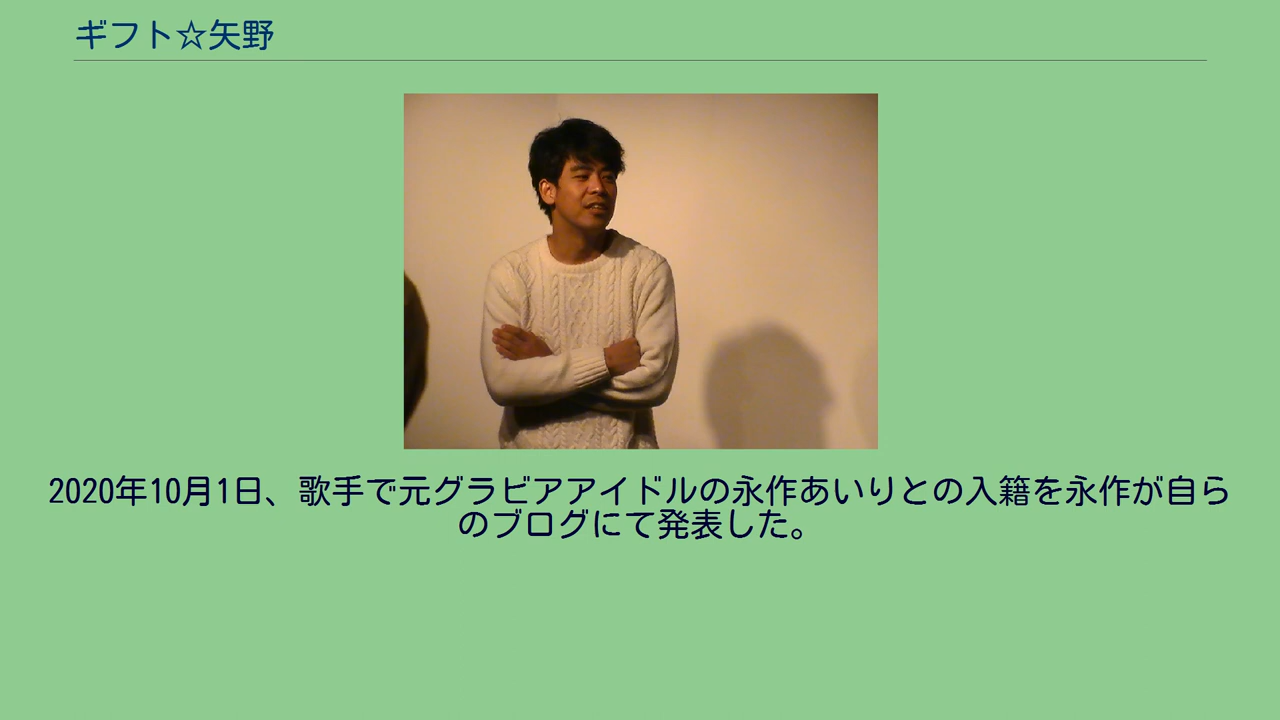 ギフト☆矢野
2020年10月1日、歌手で元グラビアアイドルの永作あいりとの入籍を永作が自ら
のブログにて発表した。